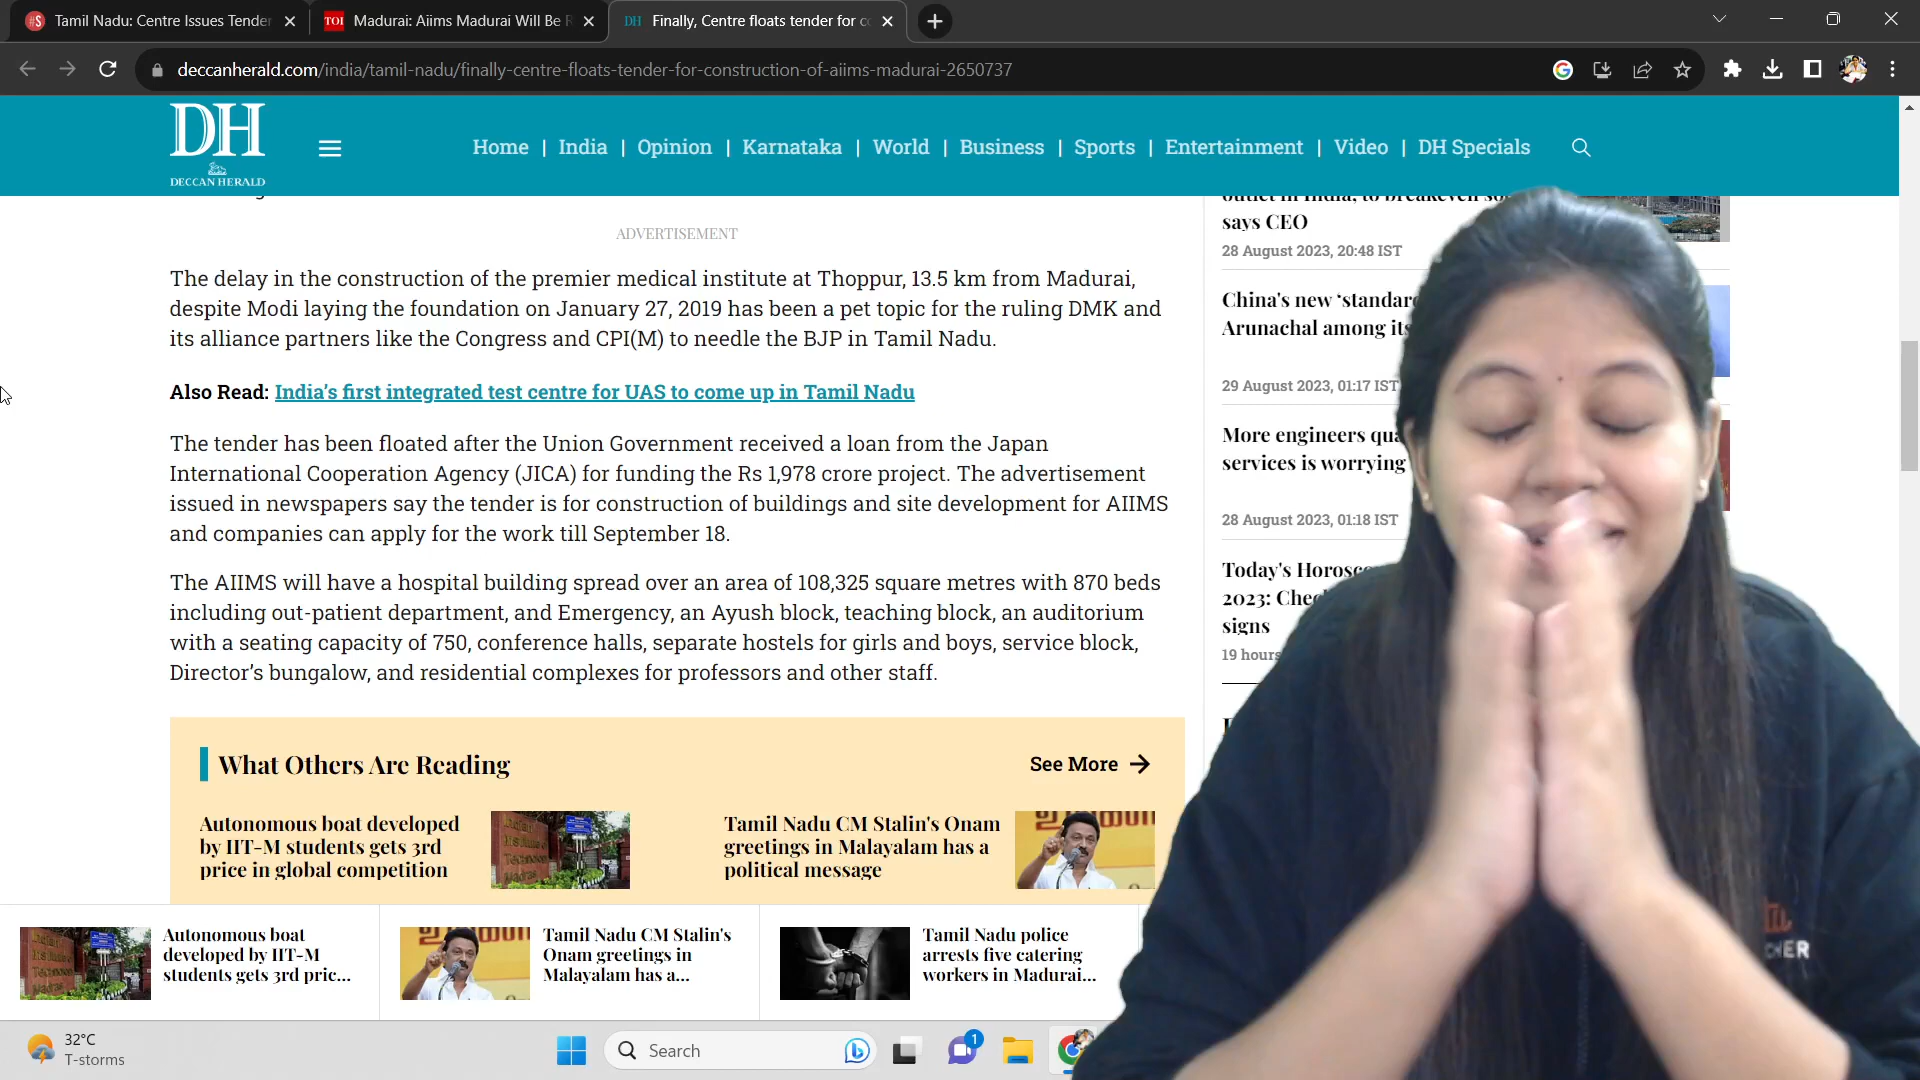 Tamil Nadu: Centre Issues Tender
TOI Madurai: Aiims Madurai Will Be R
DH Finally, Centre floats tender for c
deccanherald.com/india/tamil-nadu/finally-centre-floats-tender-for-construction-of-aiims-madurai-2650737
DH
DECCAN HERALD
Home | India | Opinion | Karnataka | World | Business | Sports | Entertainment | Video | DH Specials
ADVERTISEMENT
The delay in the construction of the premier medical institute at Thoppur, 13.5 km from Madurai,
despite Modi laying the foundation on January 27, 2019 has been a pet topic for the ruling DMK and
its alliance partners like the Congress and CPI(M) to needle the BJP in Tamil Nadu.
Also Read: India's first integrated test centre for UAS to come up in Tamil Nadu
The tender has been floated after the Union Government received a loan from the Japan
International Cooperation Agency (JICA) for funding the Rs 1,978 crore project. The advertisement
issued in newspapers say the tender is for construction of buildings and site development for AIIMS
and companies can apply for the work till September 18.
The AIIMS will have a hospital building spread over an area of 108,325 square metres with 870 beds
including out-patient department, and Emergency, an Ayush block, teaching block, an auditorium
with a seating capacity of 750, conference halls, separate hostels for girls and boys, service block,
Director's bungalow, and residential complexes for professors and other staff.
outlet in India, to breakeven so
says CEO
28 August 2023, 20:48 IST
China's new 'standar
Arunachal among its
29 August 2023, 01:17 IST
More engineers qua
services is worrying
28 August 2023, 01:18 IST
Today's Horosc
2023: Chec
signs
19 hours
What Others Are Reading
See More →
Autonomous boat developed
by IIT-M students gets 3rd
price in global competition
Tamil Nadu CM Stalin's Onam
greetings in Malayalam has a
political message
Autonomous boat
developed by IIT-M
students gets 3rd pric...
Tamil Nadu CM Stalin's
Onam greetings in
Malayalam has a...
Tamil Nadu police
arrests five catering
workers in Madurai...
32°C
T-storms
Search
1